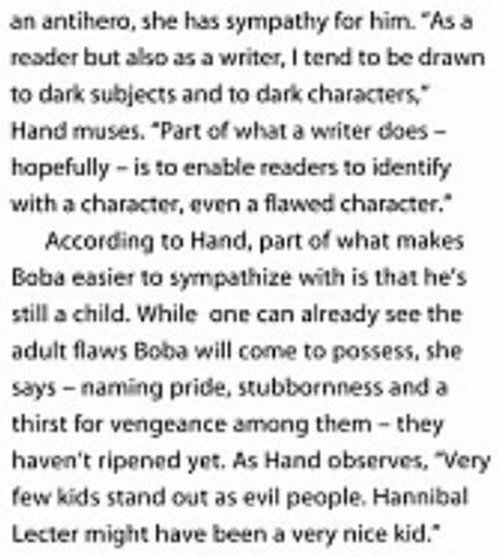 an antihero, she has sympathy for him. “As a
reader but also as a writer, I tend to be drawn
to dark subjects and to dark characters,”
Hand muses. “Part of what a writer does –
hopefully – is to enable readers to identify
with a character, even a flawed character.”
According to Hand, part of what makes
Boba easier to sympathize with is that he’s
still a child. While one can already see the
adult flaws Boba will come to possess, she
says – naming pride, stubbornness and a
thirst for vengeance among them – they
haven’t ripened yet. As Hand observes, “Very
few kids stand out as evil people. Hannibal
Lecter might have been a very nice kid.”